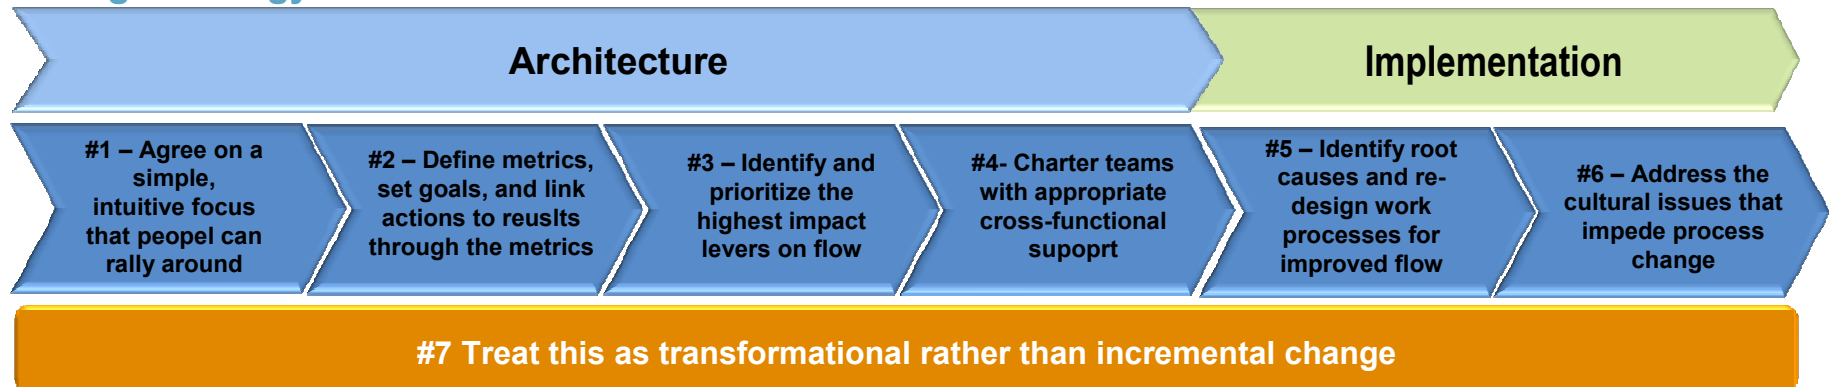 Architecture
Implementation
#1 – Agree on a
simple,
intuitive focus
that peopel can
rally around
#2 – Define metrics,
set goals, and link
actions to reuslts
through the metrics
#3 – Identify and
prioritize the
highest impact
levers on flow
#4- Charter teams
with appropriate
cross-functional
supoprt
#5 – Identify root
causes and re-
design work
processes for
improved flow
#6 – Address the
cultural issues that
impede process
change
#7 Treat this as transformational rather than incremental change